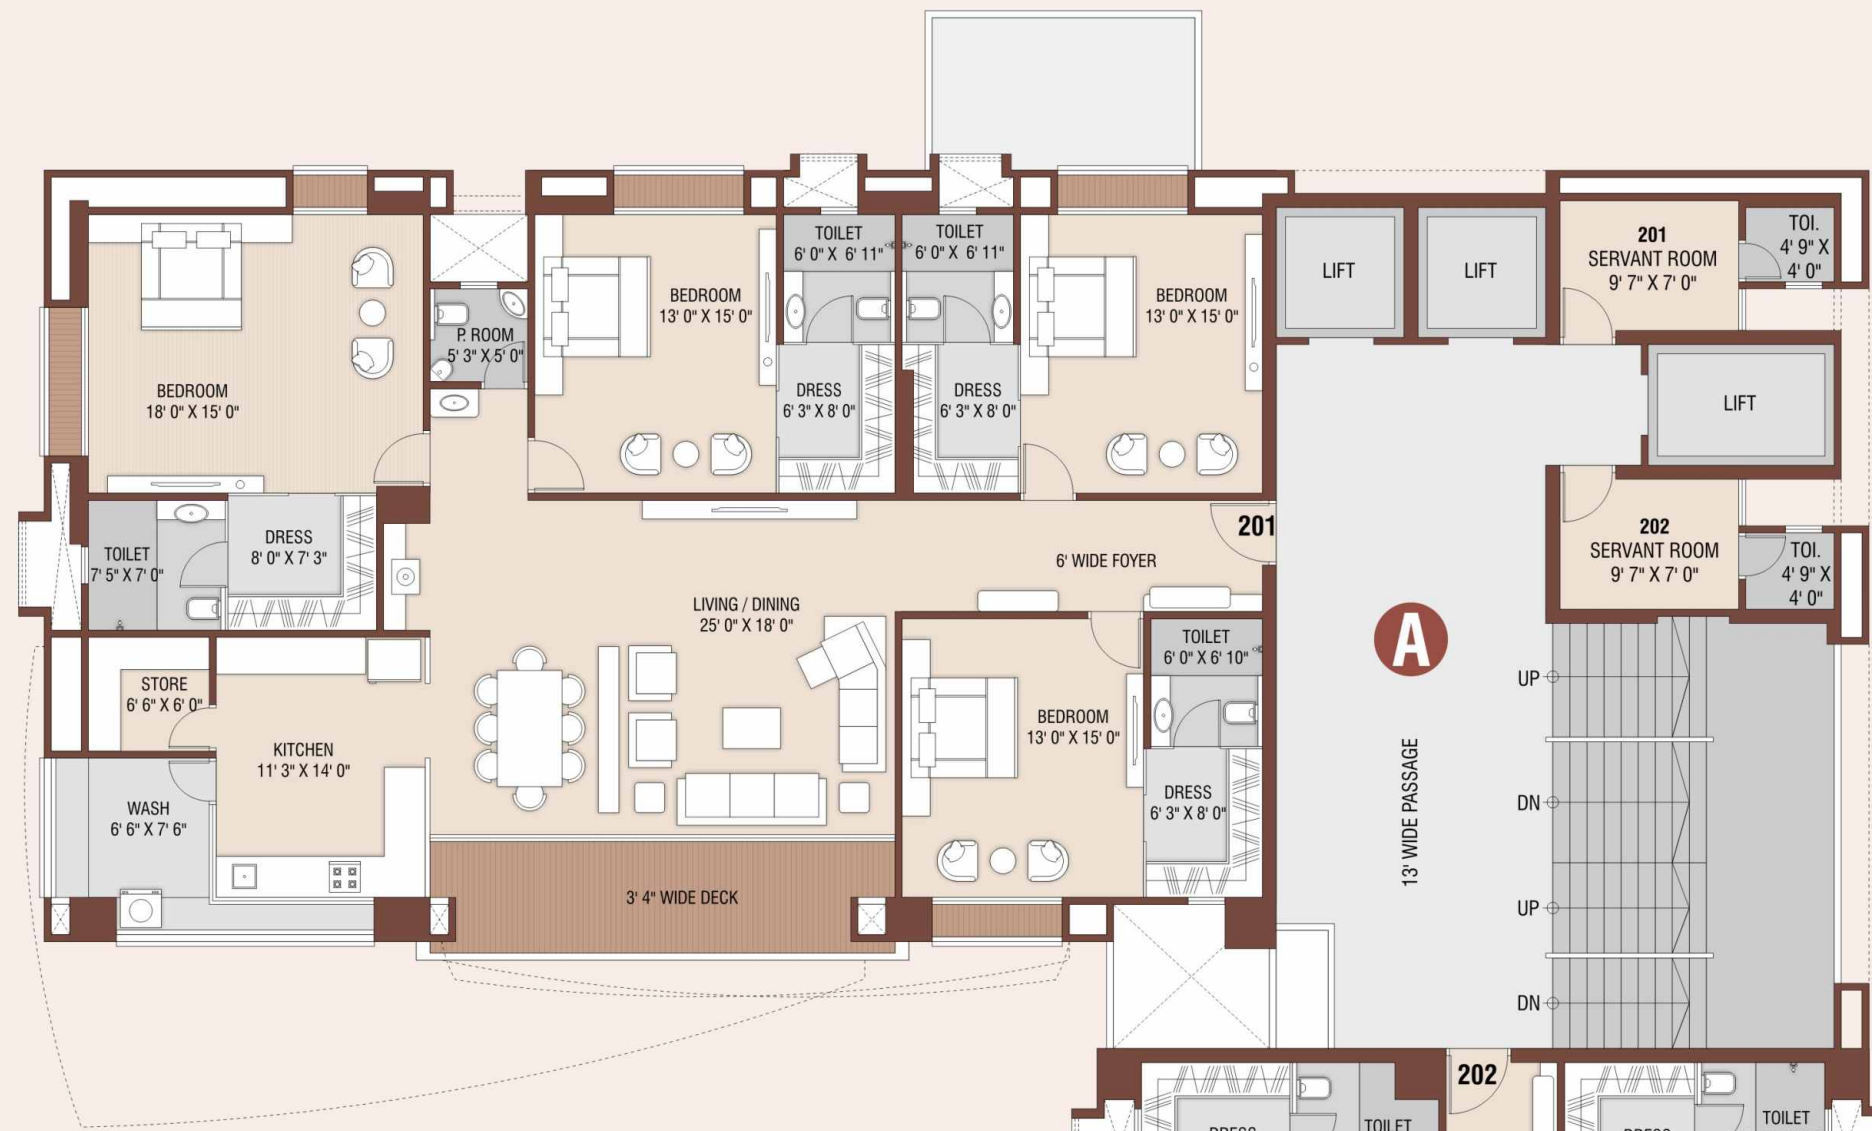 TOILET
6' 0" X 6' 11"
TOILET
6' 0" X 6' 11"
BEDROOM
13' 0" X 15' 0"
BEDROOM
13' 0" X 15' 0"
LIFT
LIFT
201
SERVANT ROOM
9' 7" X 7' 0"
TOI.
4' 9" X
4' 0"
P. ROOM
5' 3" X 5' 0"
BEDROOM
18' 0" X 15' 0"
DRESS
6' 3" X 8' 0"
DRESS
6' 3" X 8' 0"
LIFT
TOILET
7' 5" X 7' 0"
DRESS
8' 0" X 7' 3"
201
6' WIDE FOYER
202
SERVANT ROOM
9' 7" X 7' 0"
TOI.
4' 9" X
4' 0"
LIVING / DINING
25' 0" X 18' 0"
TOILET
6' 0" X 6' 10"
A
STORE
6' 6" X 6' 0"
UP
KITCHEN
11' 3" X 14' 0"
BEDROOM
13' 0" X 15' 0"
WASH
6' 6" X 7' 6"
DRESS
6' 3" X 8' 0"
13' WIDE PASSAGE
DN
3' 4" WIDE DECK
UP
DN
202
DRESS
TOILET
DRESS
TOILET